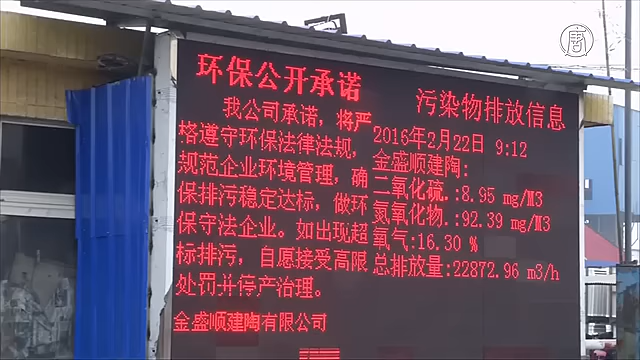 环保公开承诺
我公司承诺，将严
格遵守环保法律法规，
规范企业环境管理，确
保排污稳定达标，做环
保守法企业。如出现超
标排污，自愿接受高限
处罚并停产治理。
金盛顺建陶有限公司
污染物排放信息
2016年2月22日 9:12
金盛顺建陶:
二氧化硫.:8.95 mg/M3
氮氧化物.:92.39 mg/M3
氧气:16.30 %
总排放量:22872.96 m3/h
唐